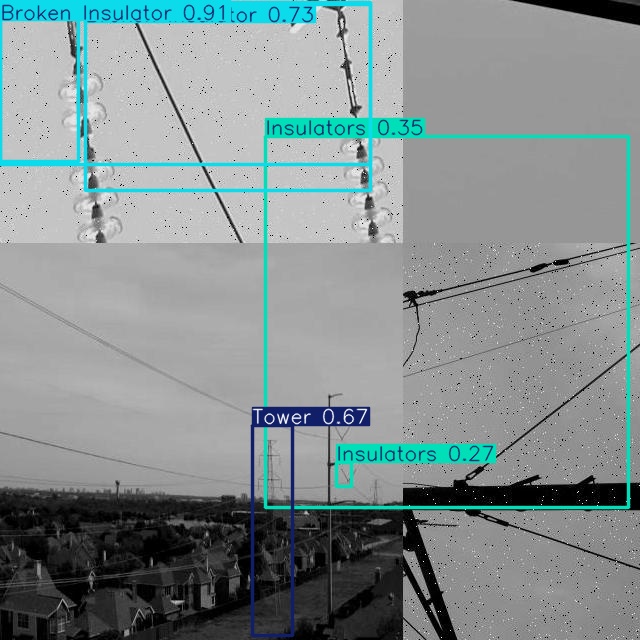 Broken Insulator 0.91
tor 0.73
Insulators 0.35
Tower 0.67
Insulators 0.27